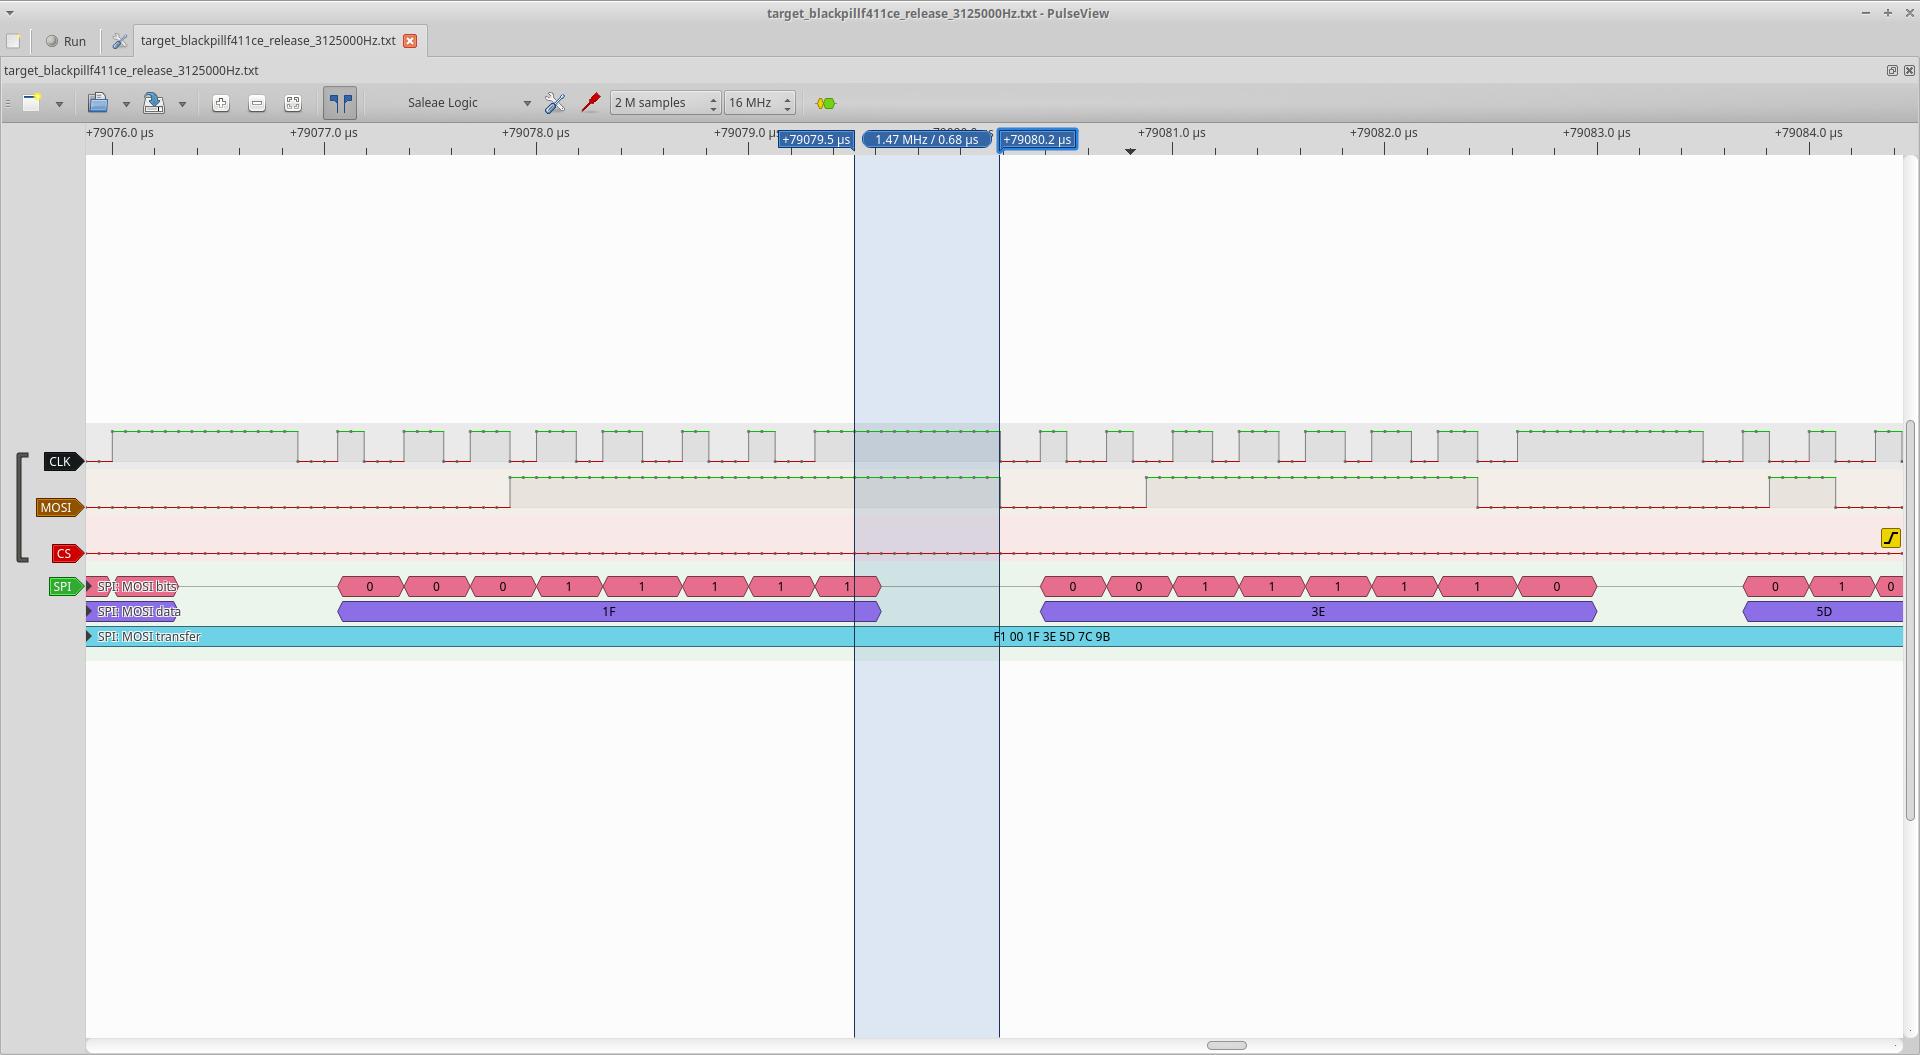 target_blackpillf411ce_release_3125000Hz.txt - PulseView
Run
target_blackpillf411ce_release_3125000Hz.txt
target_blackpillf411ce_release_3125000Hz.txt
Saleae Logic
2 M samples
16 MHz
+79076.0 µs +79077.0 µs +79078.0 µs +79079.0 µs +79081.0 µs +79082.0 µs +79083.0 µs +79084.0 µs
+79079.5 µs 1.47 MHz / 0.68 µs +79080.2 µs
CLK
MOSI
CS
SPI SPI: MOSI bits 0 0 0 1 1 1 1 1 0 0 1 1 1 1 1 0 0 1 0
SPI: MOSI data 1F 3E 5D
SPI: MOSI transfer F1 00 1F 3E 5D 7C 9B